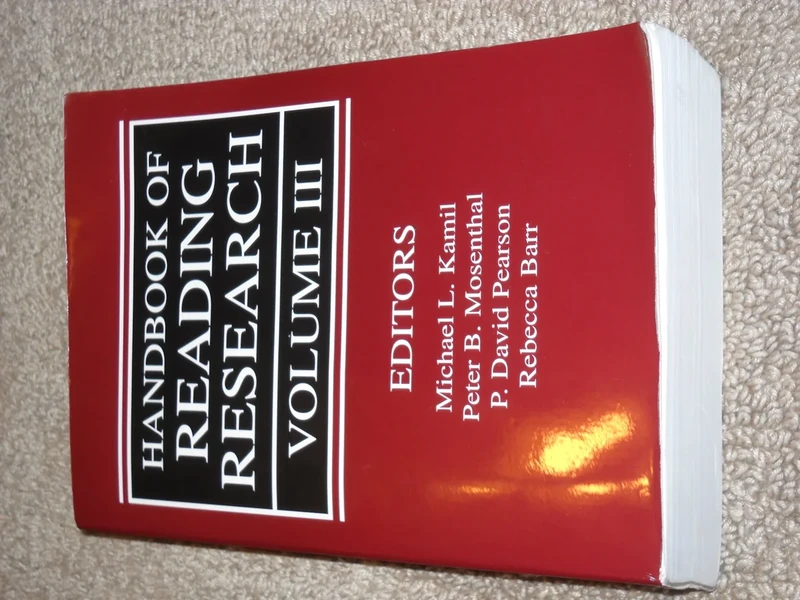 HANDBOOK OF
READING
RESEARCH
VOLUME III
EDITORS
Michael L. Kamil
Peter B. Mosenthal
P. David Pearson
Rebecca Barr